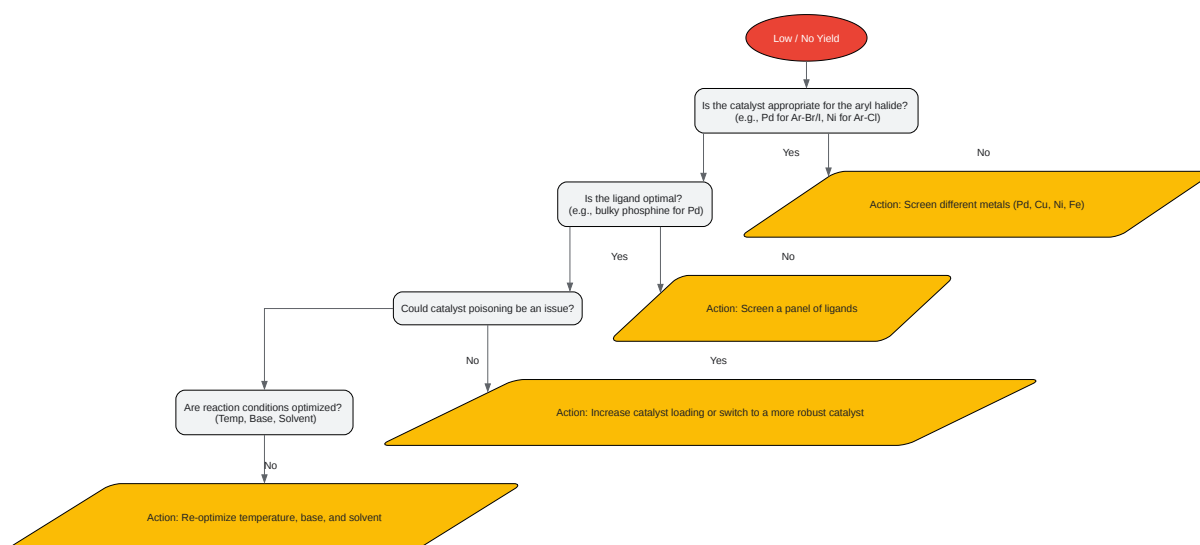 Low / No Yield
Is the catalyst appropriate for the aryl halide?
(e.g., Pd for Ar-Br/I, Ni for Ar-Cl)
Yes
No
Is the ligand optimal?
(e.g., bulky phosphine for Pd)
Action: Screen different metals (Pd, Cu, Ni, Fe)
Yes
No
Could catalyst poisoning be an issue?
Action: Screen a panel of ligands
No
Yes
Are reaction conditions optimized?
(Temp, Base, Solvent)
Action: Increase catalyst loading or switch to a more robust catalyst
No
Action: Re-optimize temperature, base, and solvent